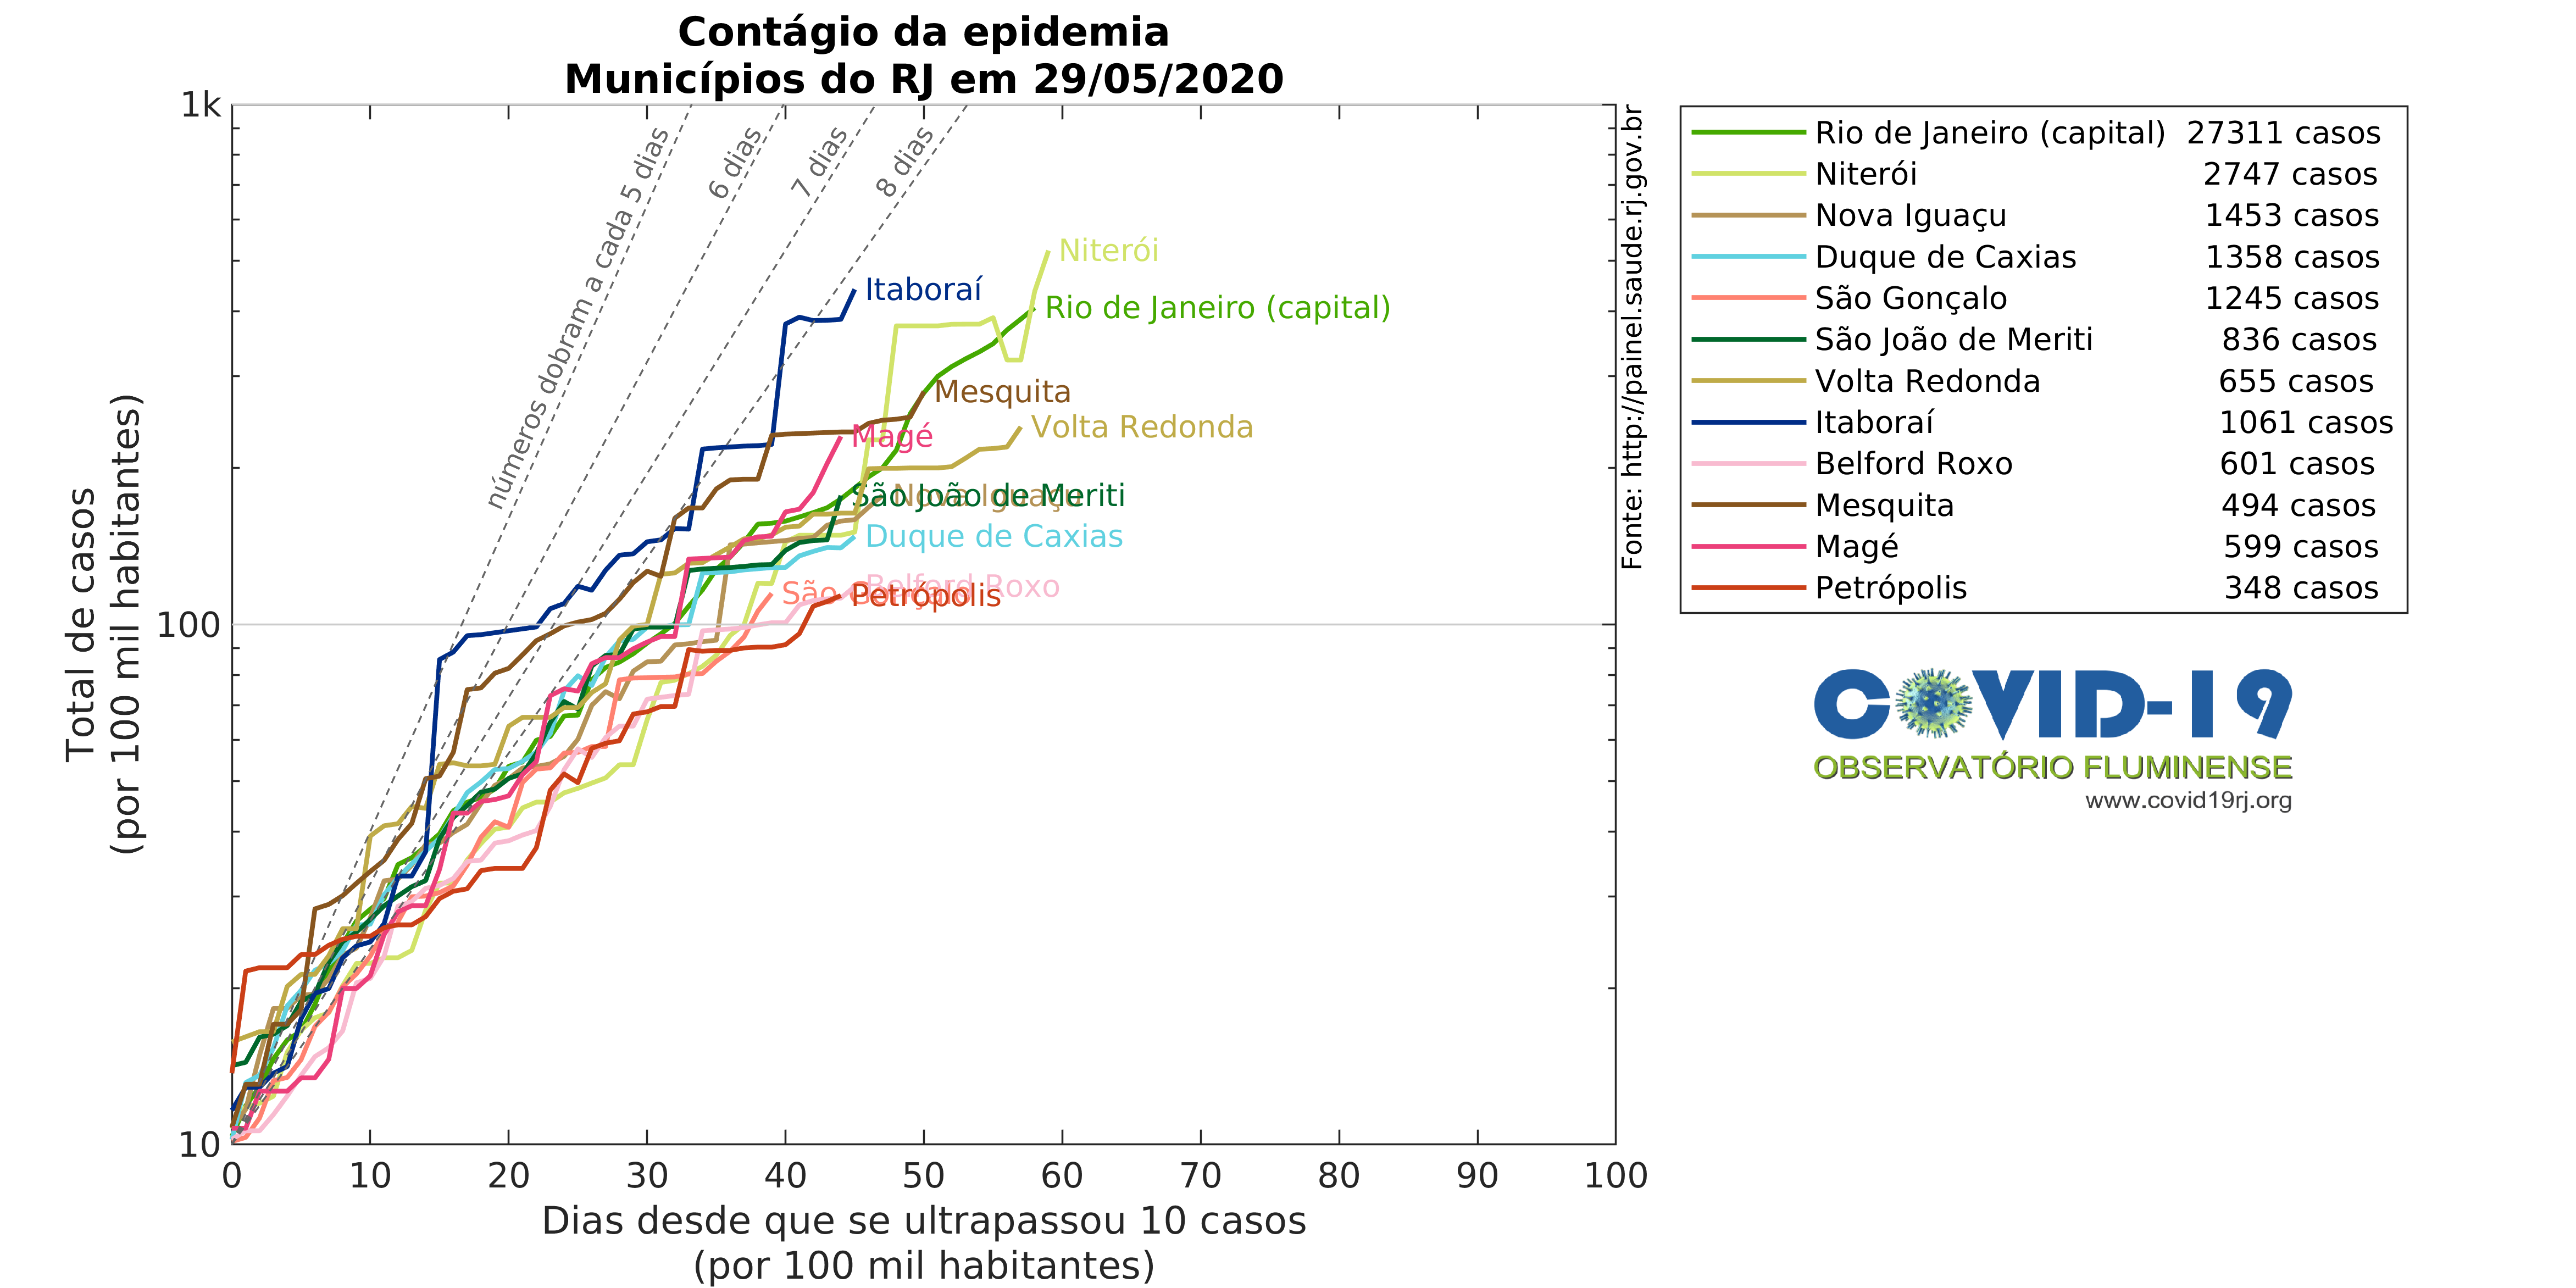 Contágio da epidemia
Municípios do RJ em 29/05/2020
1k
100
10
Total de casos
(por 100 mil habitantes)
números dobram a cada 5 dias
6 dias
7 dias
8 dias
Niterói
Itaboraí
Rio de Janeiro (capital)
Mesquita
Volta Redonda
Magé
São João de Meriti
Nova Iguaçu
Duque de Caxias
Belford Roxo
São Gonçalo
Petrópolis
0 10 20 30 40 50 60 70 80 90 100
Dias desde que se ultrapassou 10 casos
(por 100 mil habitantes)
Fonte: http://painel.saude.rj.gov.br
Rio de Janeiro (capital) 27311 casos
Niterói 2747 casos
Nova Iguaçu 1453 casos
Duque de Caxias 1358 casos
São Gonçalo 1245 casos
São João de Meriti 836 casos
Volta Redonda 655 casos
Itaboraí 1061 casos
Belford Roxo 601 casos
Mesquita 494 casos
Magé 599 casos
Petrópolis 348 casos
COVID-19
OBSERVATÓRIO FLUMINENSE
www.covid19rj.org